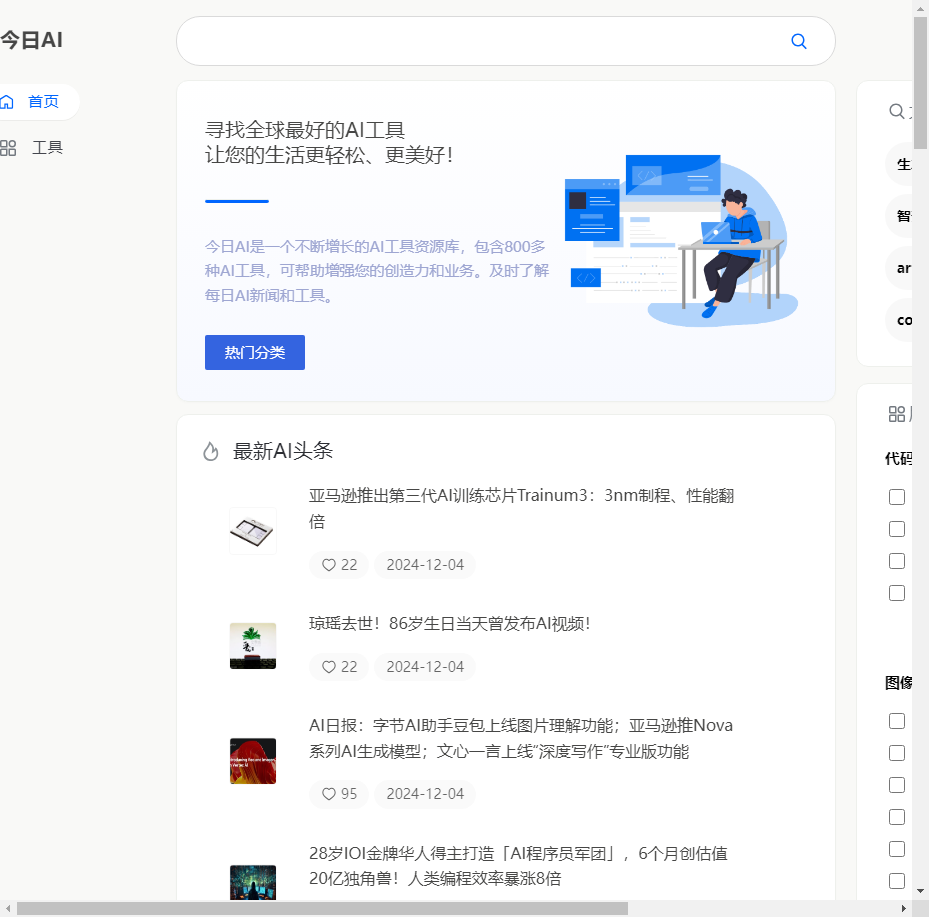 今日AI
首页
工具
寻找全球最好的AI工具
让您的生活更轻松、更美好！
今日AI是一个不断增长的AI工具资源库，包含800多
种AI工具，可帮助增强您的创造力和业务。及时了解
每日AI新闻和工具。
热门分类
最新AI头条
亚马逊推出第三代AI训练芯片Trainum3：3nm制程、性能翻
倍
22
2024-12-04
琼瑶去世！86岁生日当天曾发布AI视频！
22
2024-12-04
AI日报：字节AI助手豆包上线图片理解功能；亚马逊推Nova
系列AI生成模型；文心一言上线“深度写作”专业版功能
95
2024-12-04
28岁IOI金牌华人得主打造「AI程序员军团」，6个月创估值
20亿独角兽！人类编程效率暴涨8倍
生
智
ar
co
代码
图像